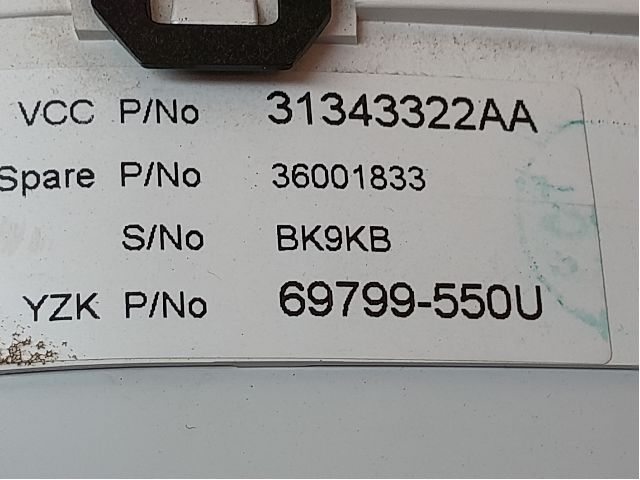 VCC P/No 31343322AA
Spare P/No 36001833
S/No BK9KB
YZK P/No 69799-550U